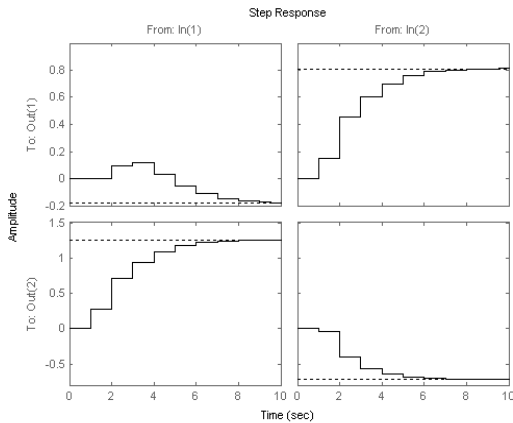 Step Response
From: In(1)
From: In(2)
To: Out(1)
0.8
0.6
0.4
0.2
0
-0.2
Amplitude
To: Out(2)
1.5
1
0.5
0
-0.5
0 2 4 6 8 10
0 2 4 6 8 10
Time (sec)